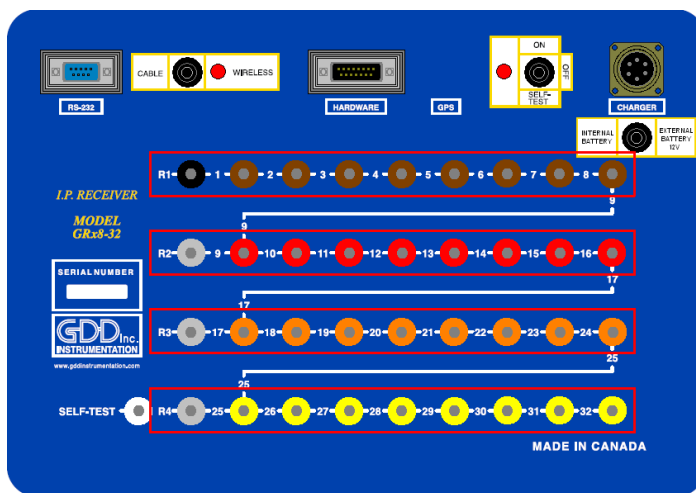 ON
OFF
CABLE
WIRELESS
SELF-
TEST
RS-232
HARDWARE
GPS
CHARGER
INTERNAL
BATTERY
EXTERNAL
BATTERY
12V
R1 1 2 3 4 5 6 7 8
9
I.P. RECEIVER
MODEL
GRx8-32
9
R2 9 10 11 12 13 14 15 16
17
SERIAL NUMBER
17
R3 17 18 19 20 21 22 23 24
GDD Inc.
INSTRUMENTATION
www.gddinstrumentation.com
25
25
SELF-TEST R4 25 26 27 28 29 30 31 32
MADE IN CANADA